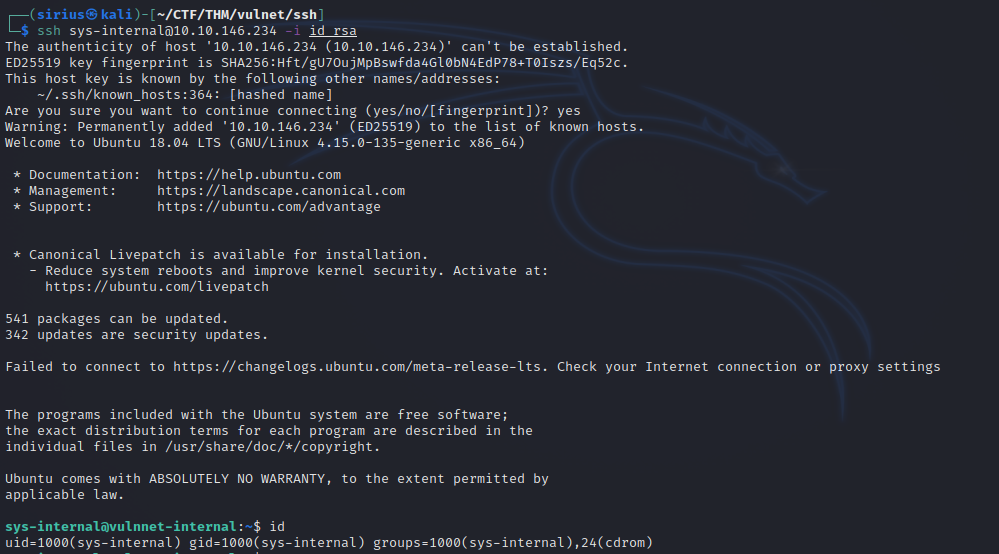 ┌──(sirius㉿kali)-[~/CTF/THM/vulnet/ssh]
└─$ ssh sys-internal@10.10.146.234 -i id_rsa
The authenticity of host '10.10.146.234 (10.10.146.234)' can't be established.
ED25519 key fingerprint is SHA256:Hft/gU7OujMpBswfda4Gl0bN4EdP78+T0Iszs/Eq52c.
This host key is known by the following other names/addresses:
    ~/.ssh/known_hosts:364: [hashed name]
Are you sure you want to continue connecting (yes/no/[fingerprint])? yes
Warning: Permanently added '10.10.146.234' (ED25519) to the list of known hosts.
Welcome to Ubuntu 18.04 LTS (GNU/Linux 4.15.0-135-generic x86_64)
 * Documentation:  https://help.ubuntu.com
 * Management:     https://landscape.canonical.com
 * Support:        https://ubuntu.com/advantage
 * Canonical Livepatch is available for installation.
   - Reduce system reboots and improve kernel security. Activate at:
     https://ubuntu.com/livepatch
541 packages can be updated.
342 updates are security updates.
Failed to connect to https://changelogs.ubuntu.com/meta-release-lts. Check your Internet connection or proxy settings
The programs included with the Ubuntu system are free software;
the exact distribution terms for each program are described in the
individual files in /usr/share/doc/*/copyright.
Ubuntu comes with ABSOLUTELY NO WARRANTY, to the extent permitted by
applicable law.
sys-internal@vulnnet-internal:~$ id
uid=1000(sys-internal) gid=1000(sys-internal) groups=1000(sys-internal),24(cdrom)